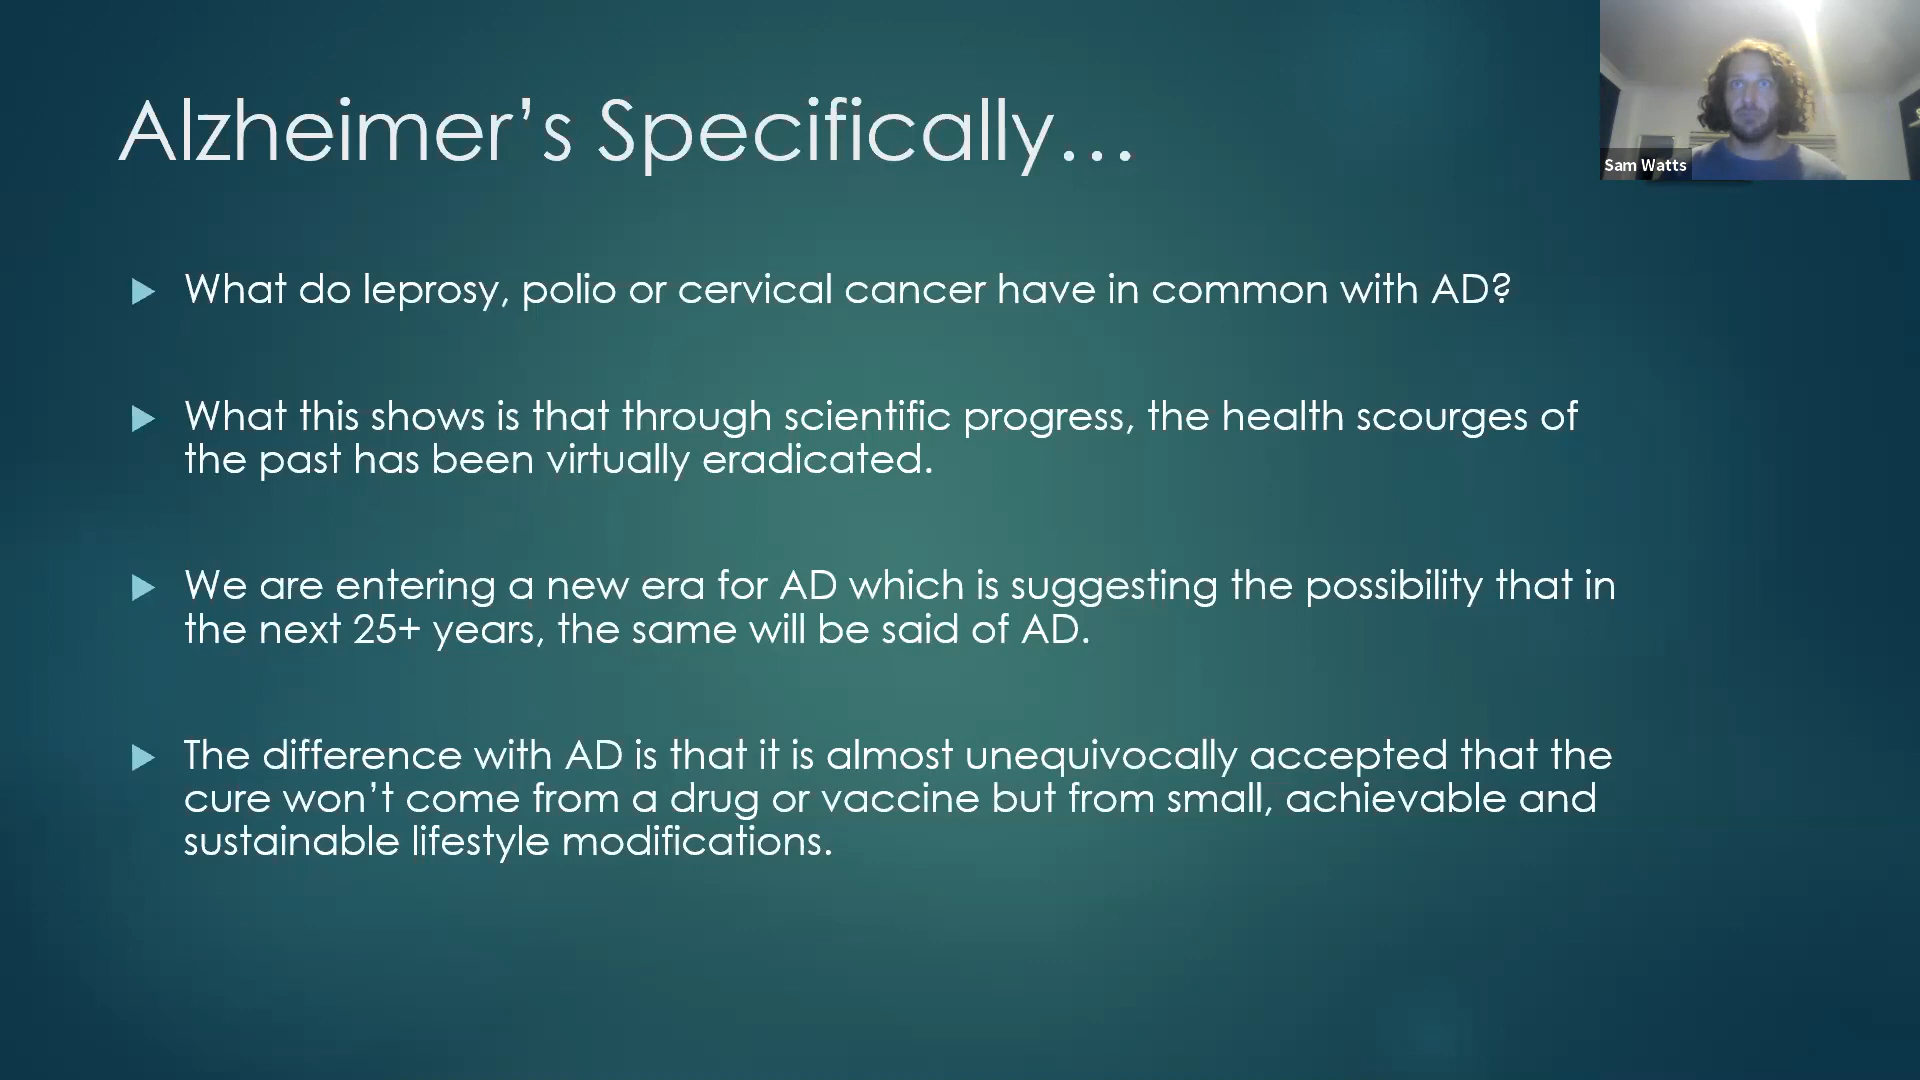 Alzheimer’s Specifically…
What do leprosy, polio or cervical cancer have in common with AD?
What this shows is that through scientific progress, the health scourges of
the past has been virtually eradicated.
We are entering a new era for AD which is suggesting the possibility that in
the next 25+ years, the same will be said of AD.
The difference with AD is that it is almost unequivocally accepted that the
cure won’t come from a drug or vaccine but from small, achievable and
sustainable lifestyle modifications.
Sam Watts